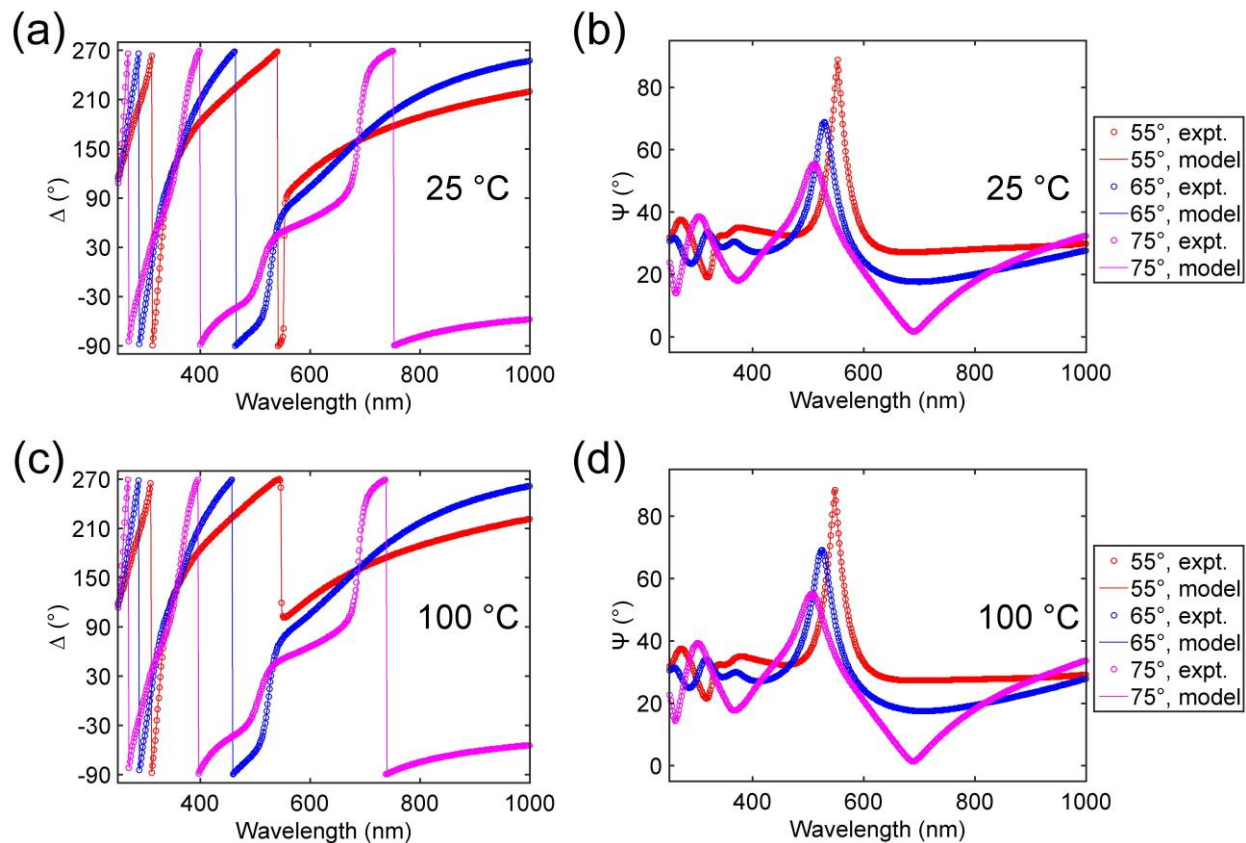 (a)
Δ (°)
270
210
150
90
30
-30
-90
25 °C
400
600
800
1000
Wavelength (nm)
(b)
Ψ (°)
80
60
40
20
0
25 °C
400
600
800
1000
Wavelength (nm)
55°, expt.
55°, model
65°, expt.
65°, model
75°, expt.
75°, model
(c)
Δ (°)
270
210
150
90
30
-30
-90
100 °C
400
600
800
1000
Wavelength (nm)
(d)
Ψ (°)
80
60
40
20
0
100 °C
400
600
800
1000
Wavelength (nm)
55°, expt.
55°, model
65°, expt.
65°, model
75°, expt.
75°, model